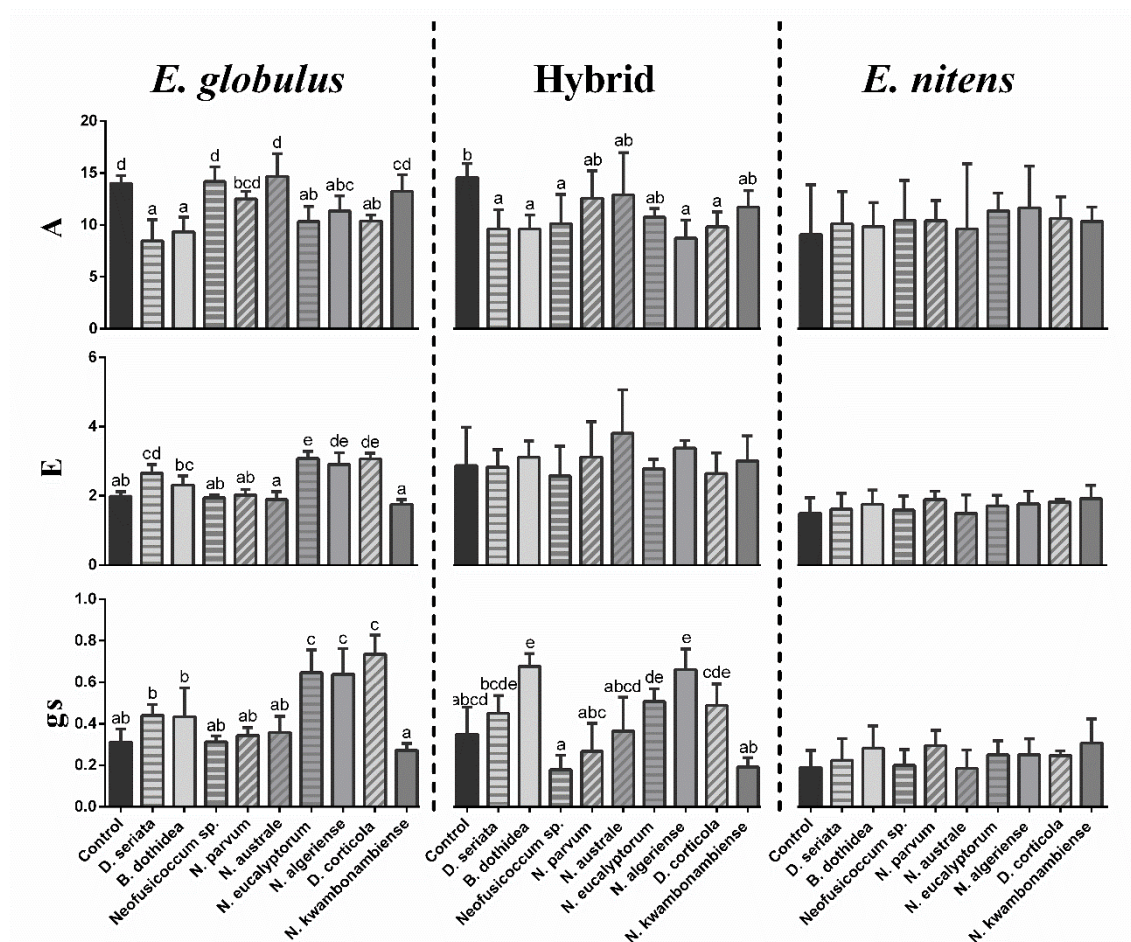 E. globulus Hybrid E. nitens
A
20
15
10
5
0
d a a d bcd d ab abc ab cd
b a a a ab ab ab a a ab
E
6
4
2
0
ab cd bc ab ab a e de de a
gs
1.0
0.8
0.6
0.4
0.2
0.0
ab b b ab ab ab c c c a
abcd bcde e a abc abcd de e cde ab
Control
D. seriata
B. dothidea
Neofusicoccum sp.
N. parvum
N. australe
N. eucalyptorum
N. algeriense
D. corticola
N. kwambonambiense
Control
D. seriata
B. dothidea
Neofusicoccum sp.
N. parvum
N. australe
N. eucalyptorum
N. algeriense
D. corticola
N. kwambonambiense
Control
D. seriata
B. dothidea
Neofusicoccum sp.
N. parvum
N. australe
N. eucalyptorum
N. algeriense
D. corticola
N. kwambonambiense